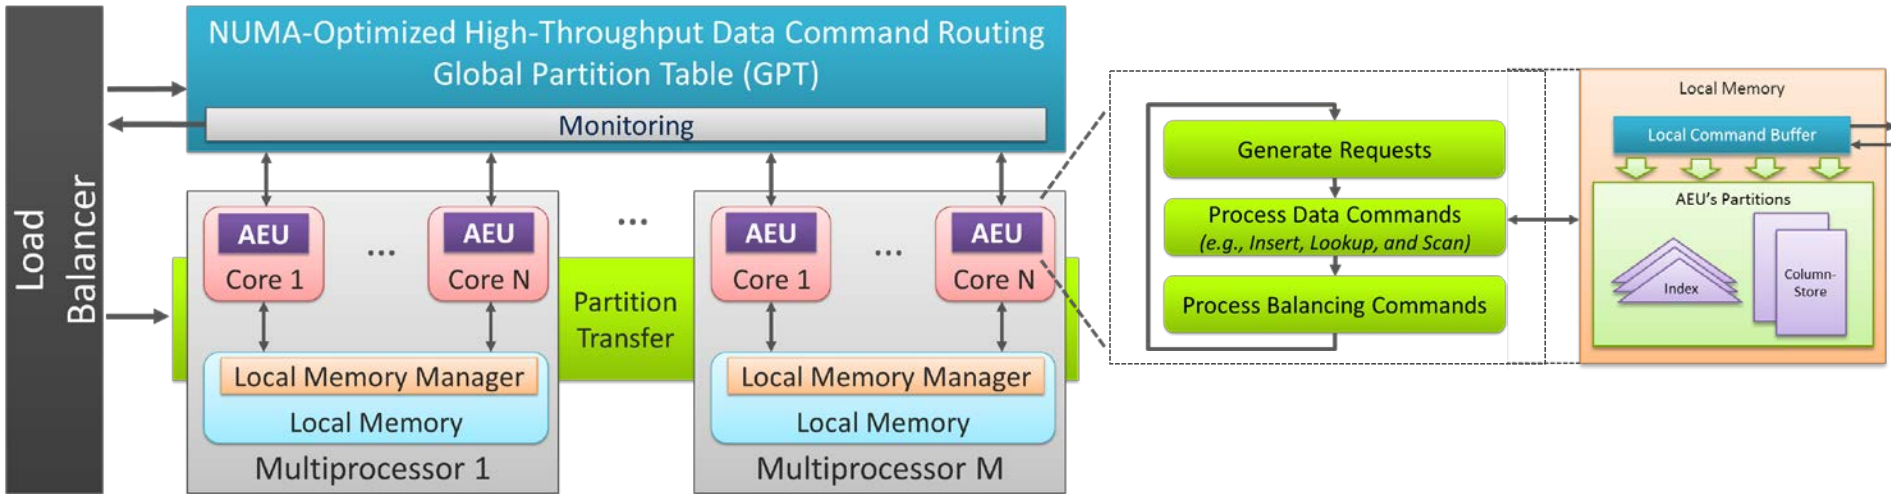 Load
Balancer
NUMA-Optimized High-Throughput Data Command Routing
Global Partition Table (GPT)
Monitoring
AEU
Core 1
...
AEU
Core N
Local Memory Manager
Local Memory
Multiprocessor 1
...
Partition
Transfer
AEU
Core 1
...
AEU
Core N
Local Memory Manager
Local Memory
Multiprocessor M
Generate Requests
Process Data Commands
(e.g., Insert, Lookup, and Scan)
Process Balancing Commands
Local Memory
Local Command Buffer
AEU's Partitions
Index
Column-
Store